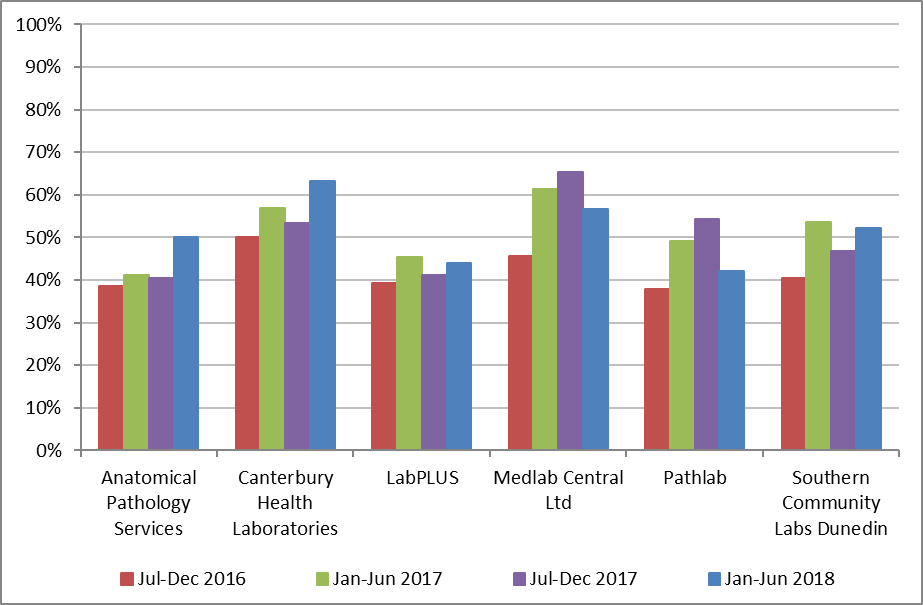 100%
90%
80%
70%
60%
50%
40%
30%
20%
10%
0%
Anatomical
Pathology
Services
Canterbury
Health
Laboratories
LabPLUS
Medlab Central
Ltd
Pathlab
Southern
Community
Labs Dunedin
Jul-Dec 2016
Jan-Jun 2017
Jul-Dec 2017
Jan-Jun 2018